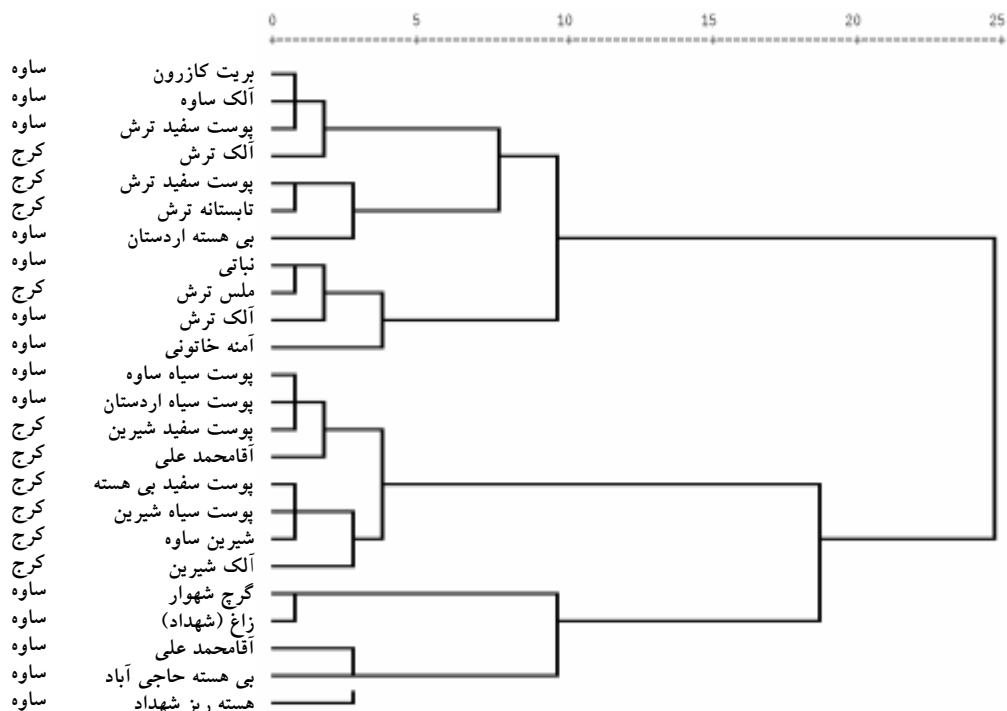 0 5 10 15 20 25
بریت کازرون ساوه
آلک ساوه ساوه
پوست سفید ترش ساوه
آلک ترش کرج
پوست سفید ترش کرج
تابستانه ترش کرج
بی هسته اردستان ساوه
نباتی ساوه
ملس ترش کرج
آلک ترش ساوه
آمنه خاتونی ساوه
پوست سیاه ساوه ساوه
پوست سیاه اردستان ساوه
پوست سفید شیرین کرج
آقامحمد علی کرج
پوست سفید بی هسته کرج
پوست سیاه شیرین کرج
شیرین ساوه کرج
آلک شیرین کرج
گرچ شهوار ساوه
زاغ (شهداد) ساوه
آقامحمد علی ساوه
بی هسته حاجی آباد ساوه
هسته ریز شهداد ساوه